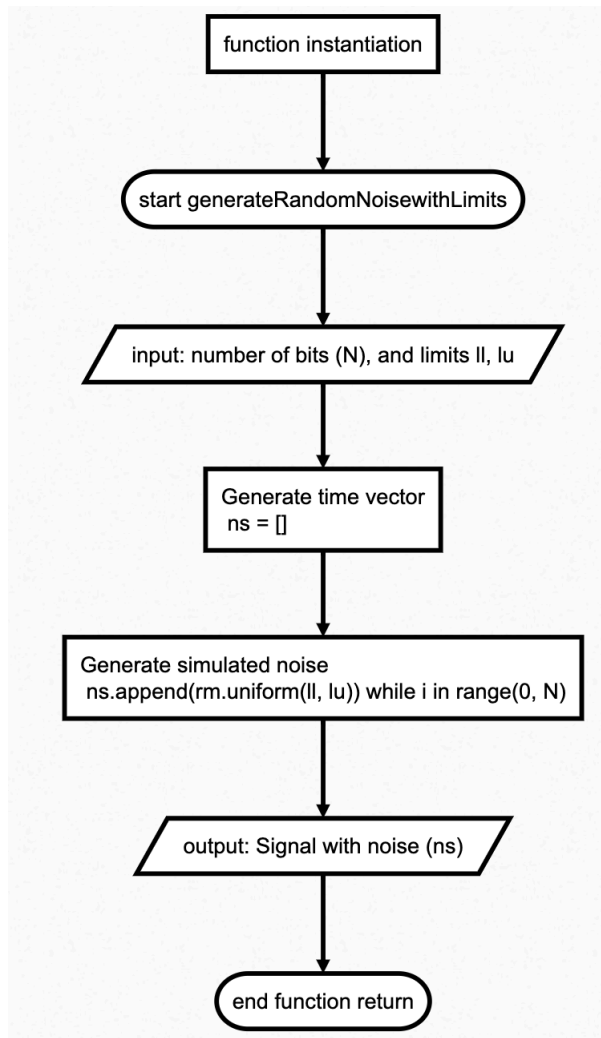 function instantiation
start generateRandomNoisewithLimits
input: number of bits (N), and limits ll, lu
Generate time vector
ns = []
Generate simulated noise
ns.append(rm.uniform(ll, lu)) while i in range(0, N)
output: Signal with noise (ns)
end function return